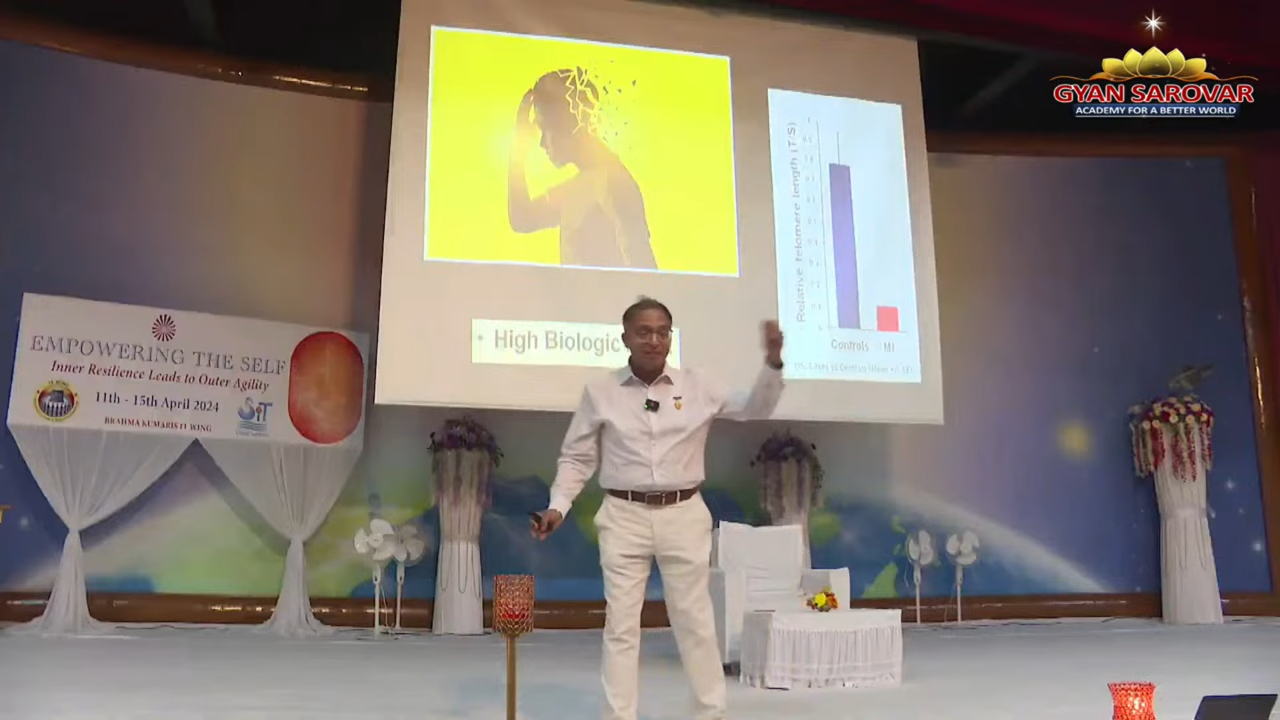 GYAN SAROVAR
ACADEMY FOR A BETTER WORLD
Relative telomere length (T/S)
Controls MI
• High Biologic
EMPOWERING THE SELF
Inner Resilience Leads to Outer Agility
11th - 15th April 2024
BRAHMA KUMARIS IT WING
SiT